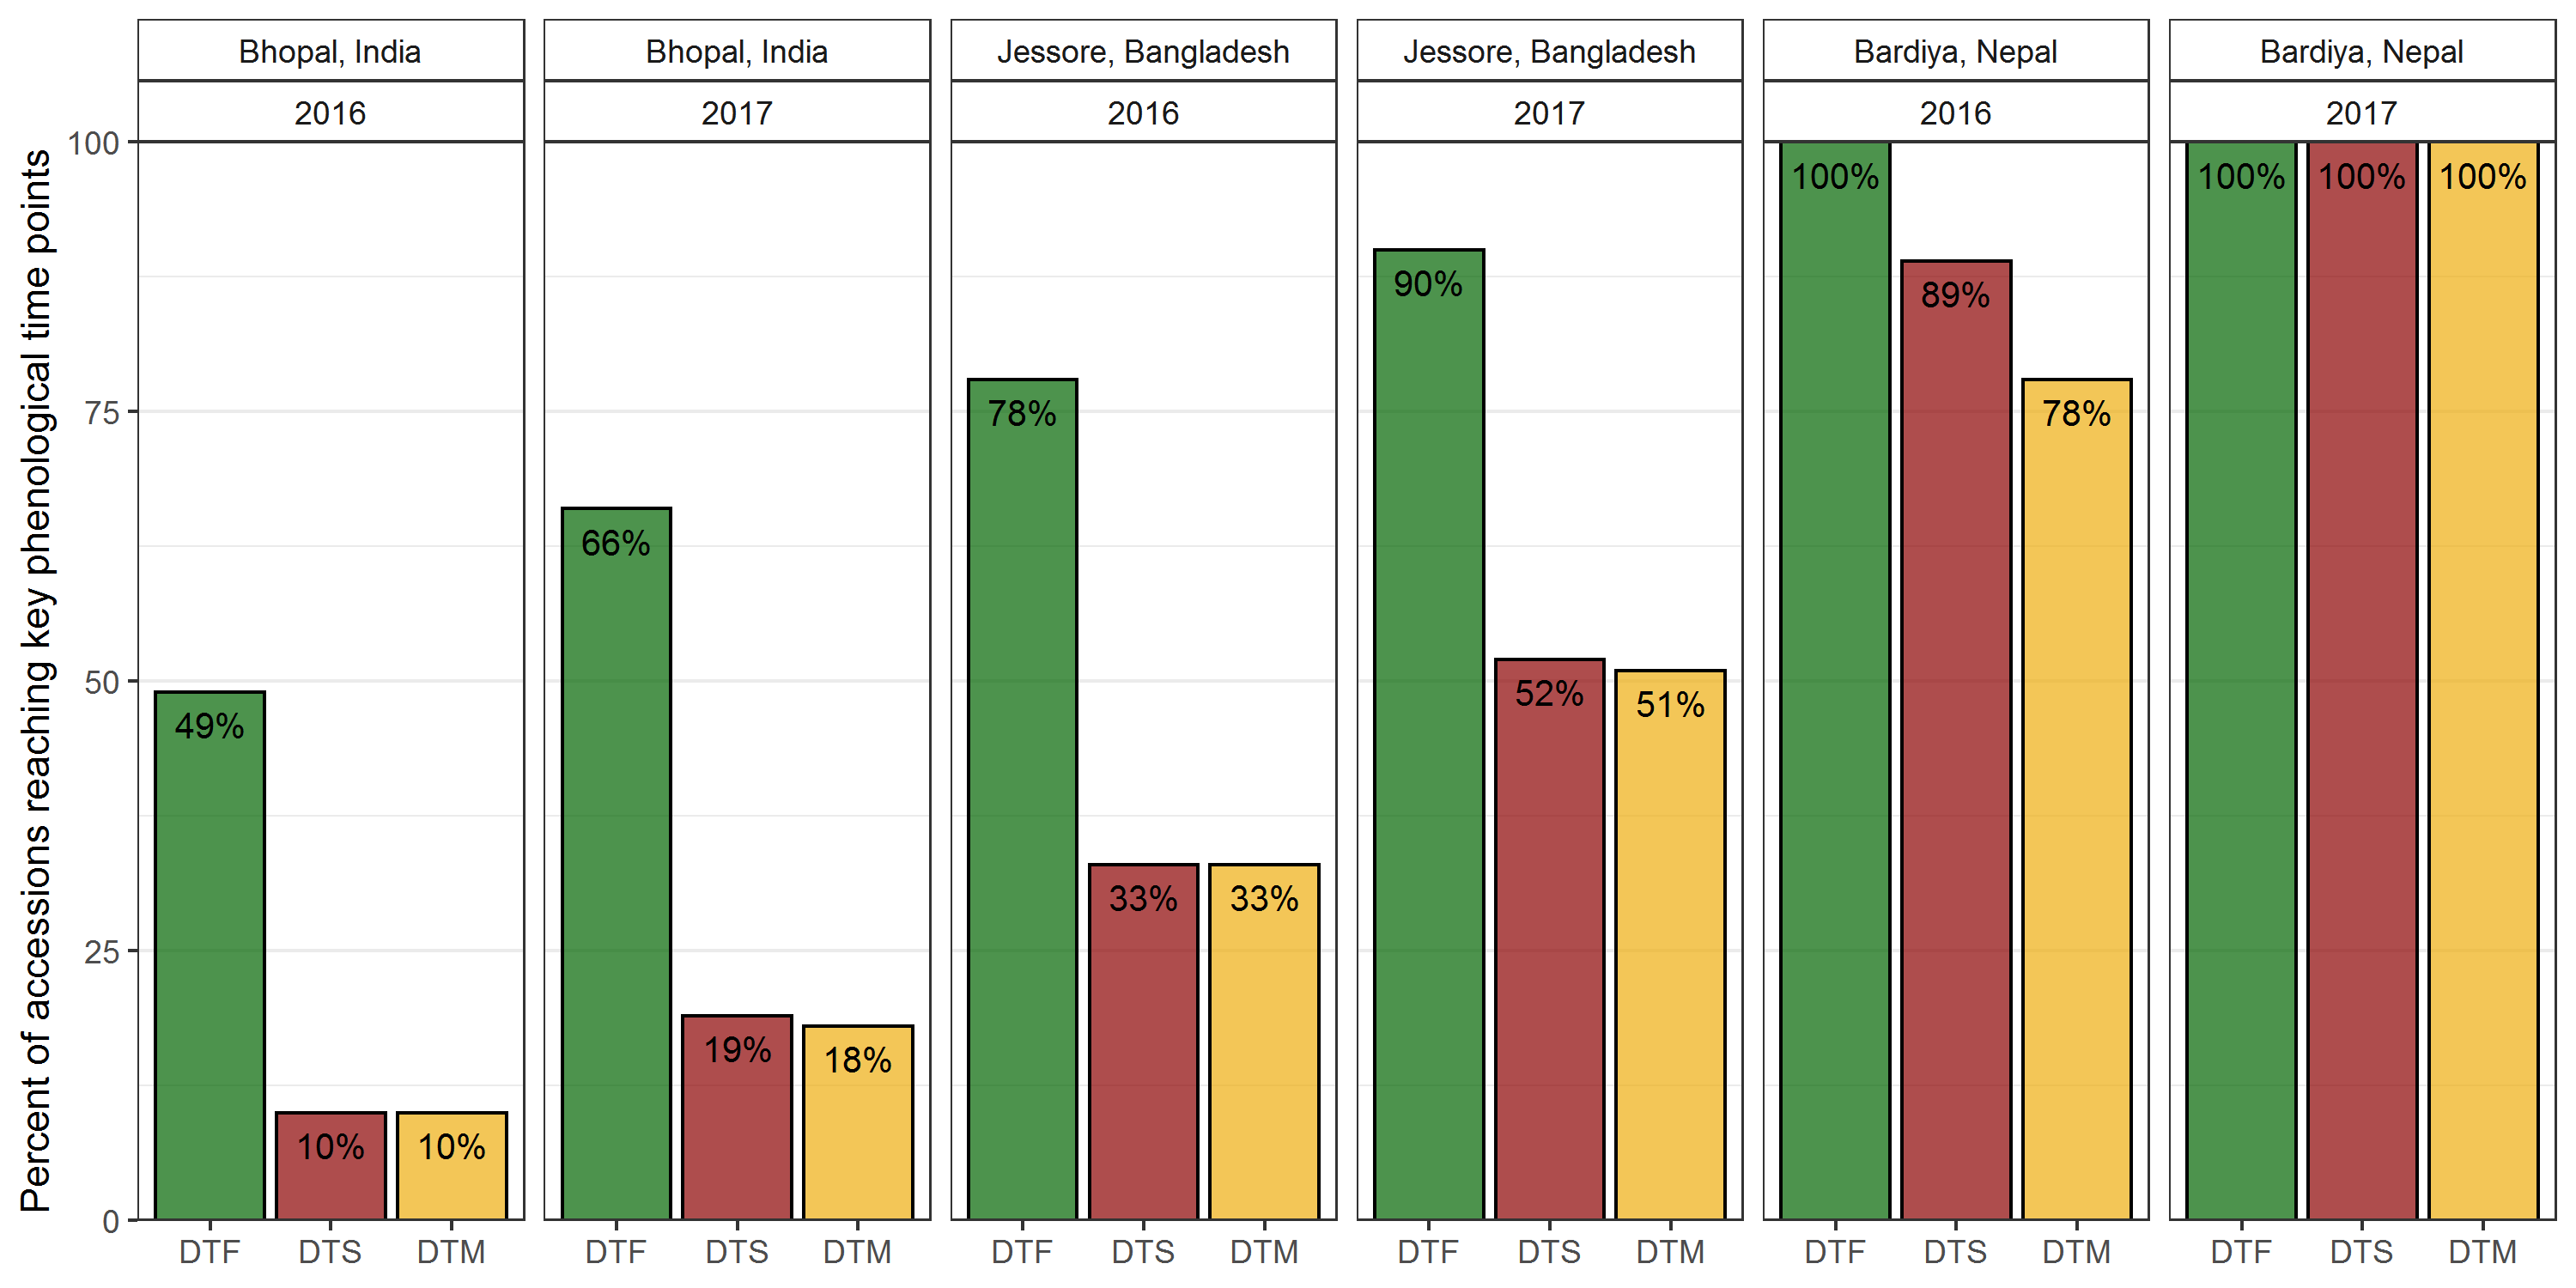 Bhopal, India
Bhopal, India
Jessore, Bangladesh
Jessore, Bangladesh
Bardiya, Nepal
Bardiya, Nepal
2016
2017
2016
2017
2016
2017
Percent of accessions reaching key phenological time points
100
75
50
25
0
49%
10%
10%
66%
19%
18%
78%
33%
33%
90%
52%
51%
100%
89%
78%
100%
100%
100%
DTF DTS DTM
DTF DTS DTM
DTF DTS DTM
DTF DTS DTM
DTF DTS DTM
DTF DTS DTM